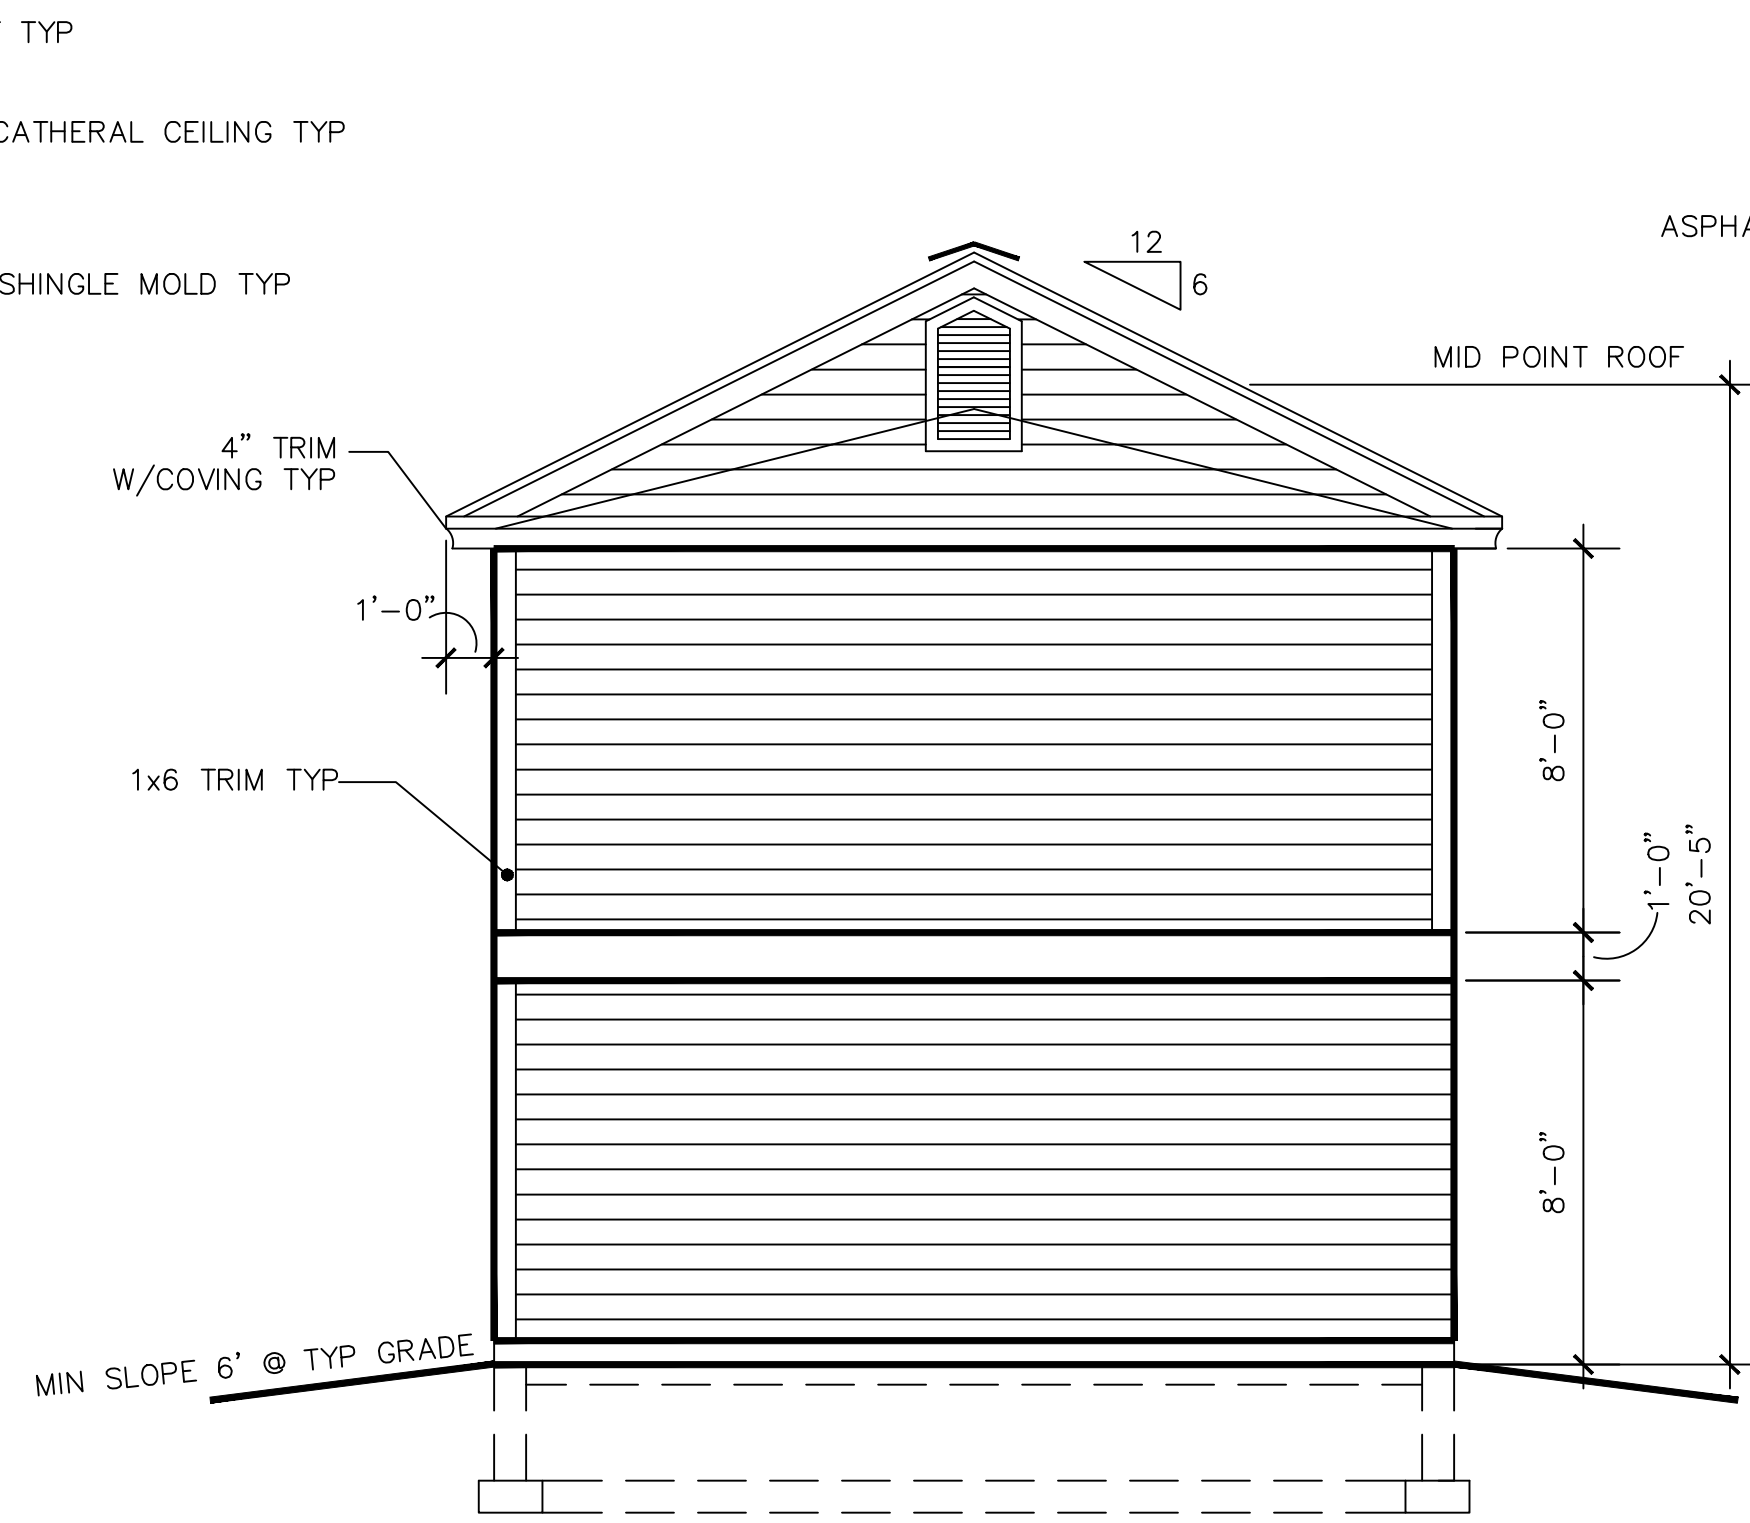 TYP
CATHERAL CEILING TYP
SHINGLE MOLD TYP
12
6
MID POINT ROOF
4" TRIM
W/COVING TYP
1'-0"
8'-0"
1x6 TRIM TYP
1'-0"
20'-5"
8'-0"
MIN SLOPE 6' @ TYP GRADE